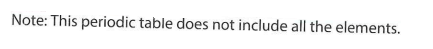 Note: This periodic table does not include all the elements.